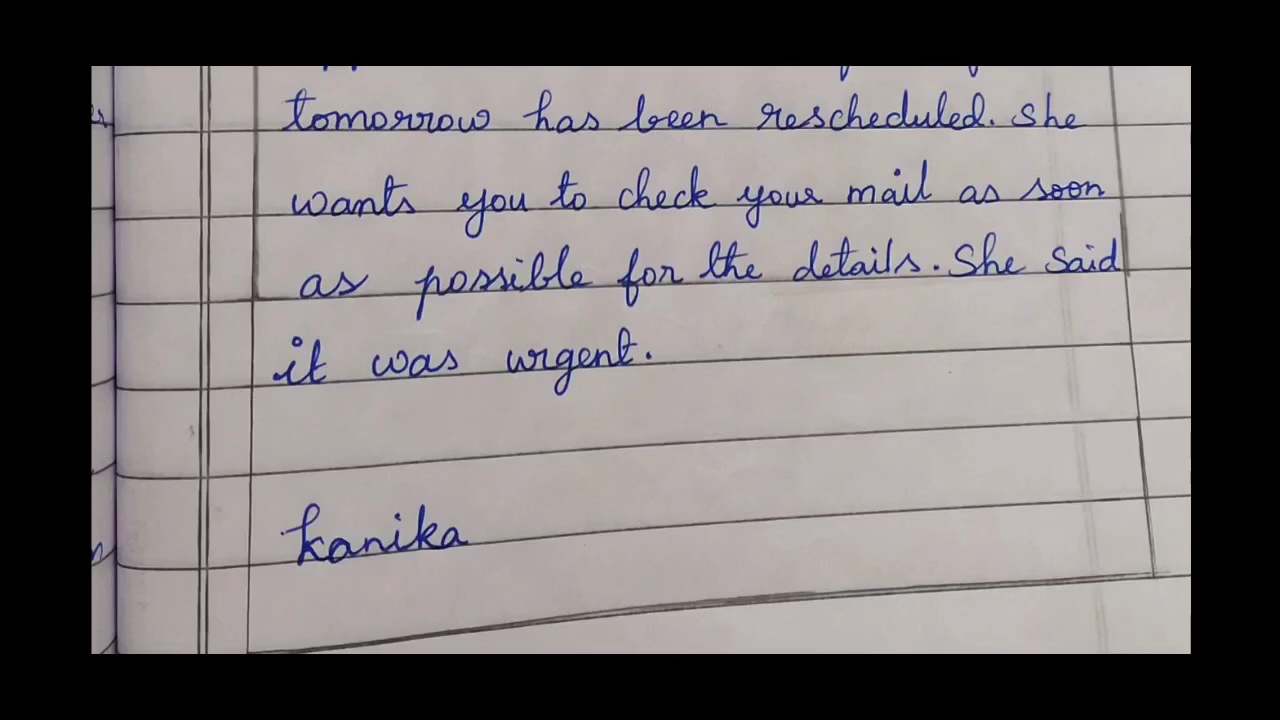 tomorrow has been rescheduled. She
wants you to check your mail as soon
as possible for the details. She said
it was urgent.
Kanika